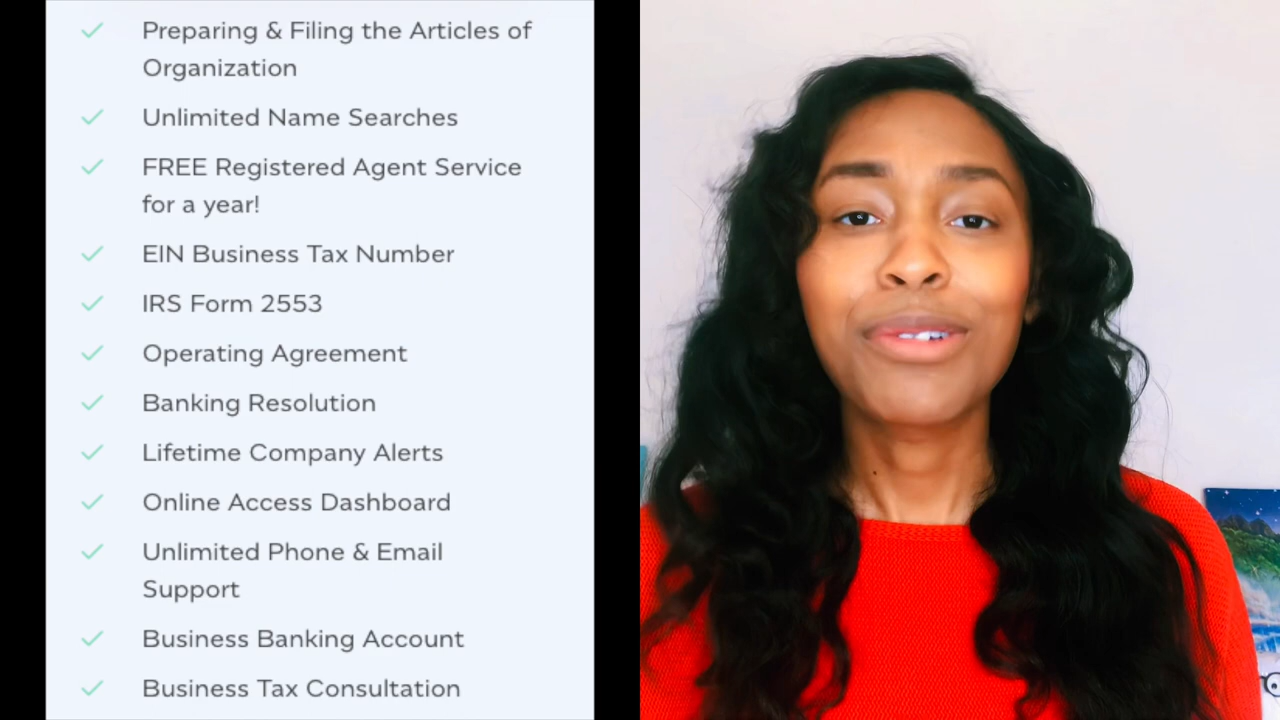 Preparing & Filing the Articles of
Organization
Unlimited Name Searches
FREE Registered Agent Service
for a year!
EIN Business Tax Number
IRS Form 2553
Operating Agreement
Banking Resolution
Lifetime Company Alerts
Online Access Dashboard
Unlimited Phone & Email
Support
Business Banking Account
Business Tax Consultation